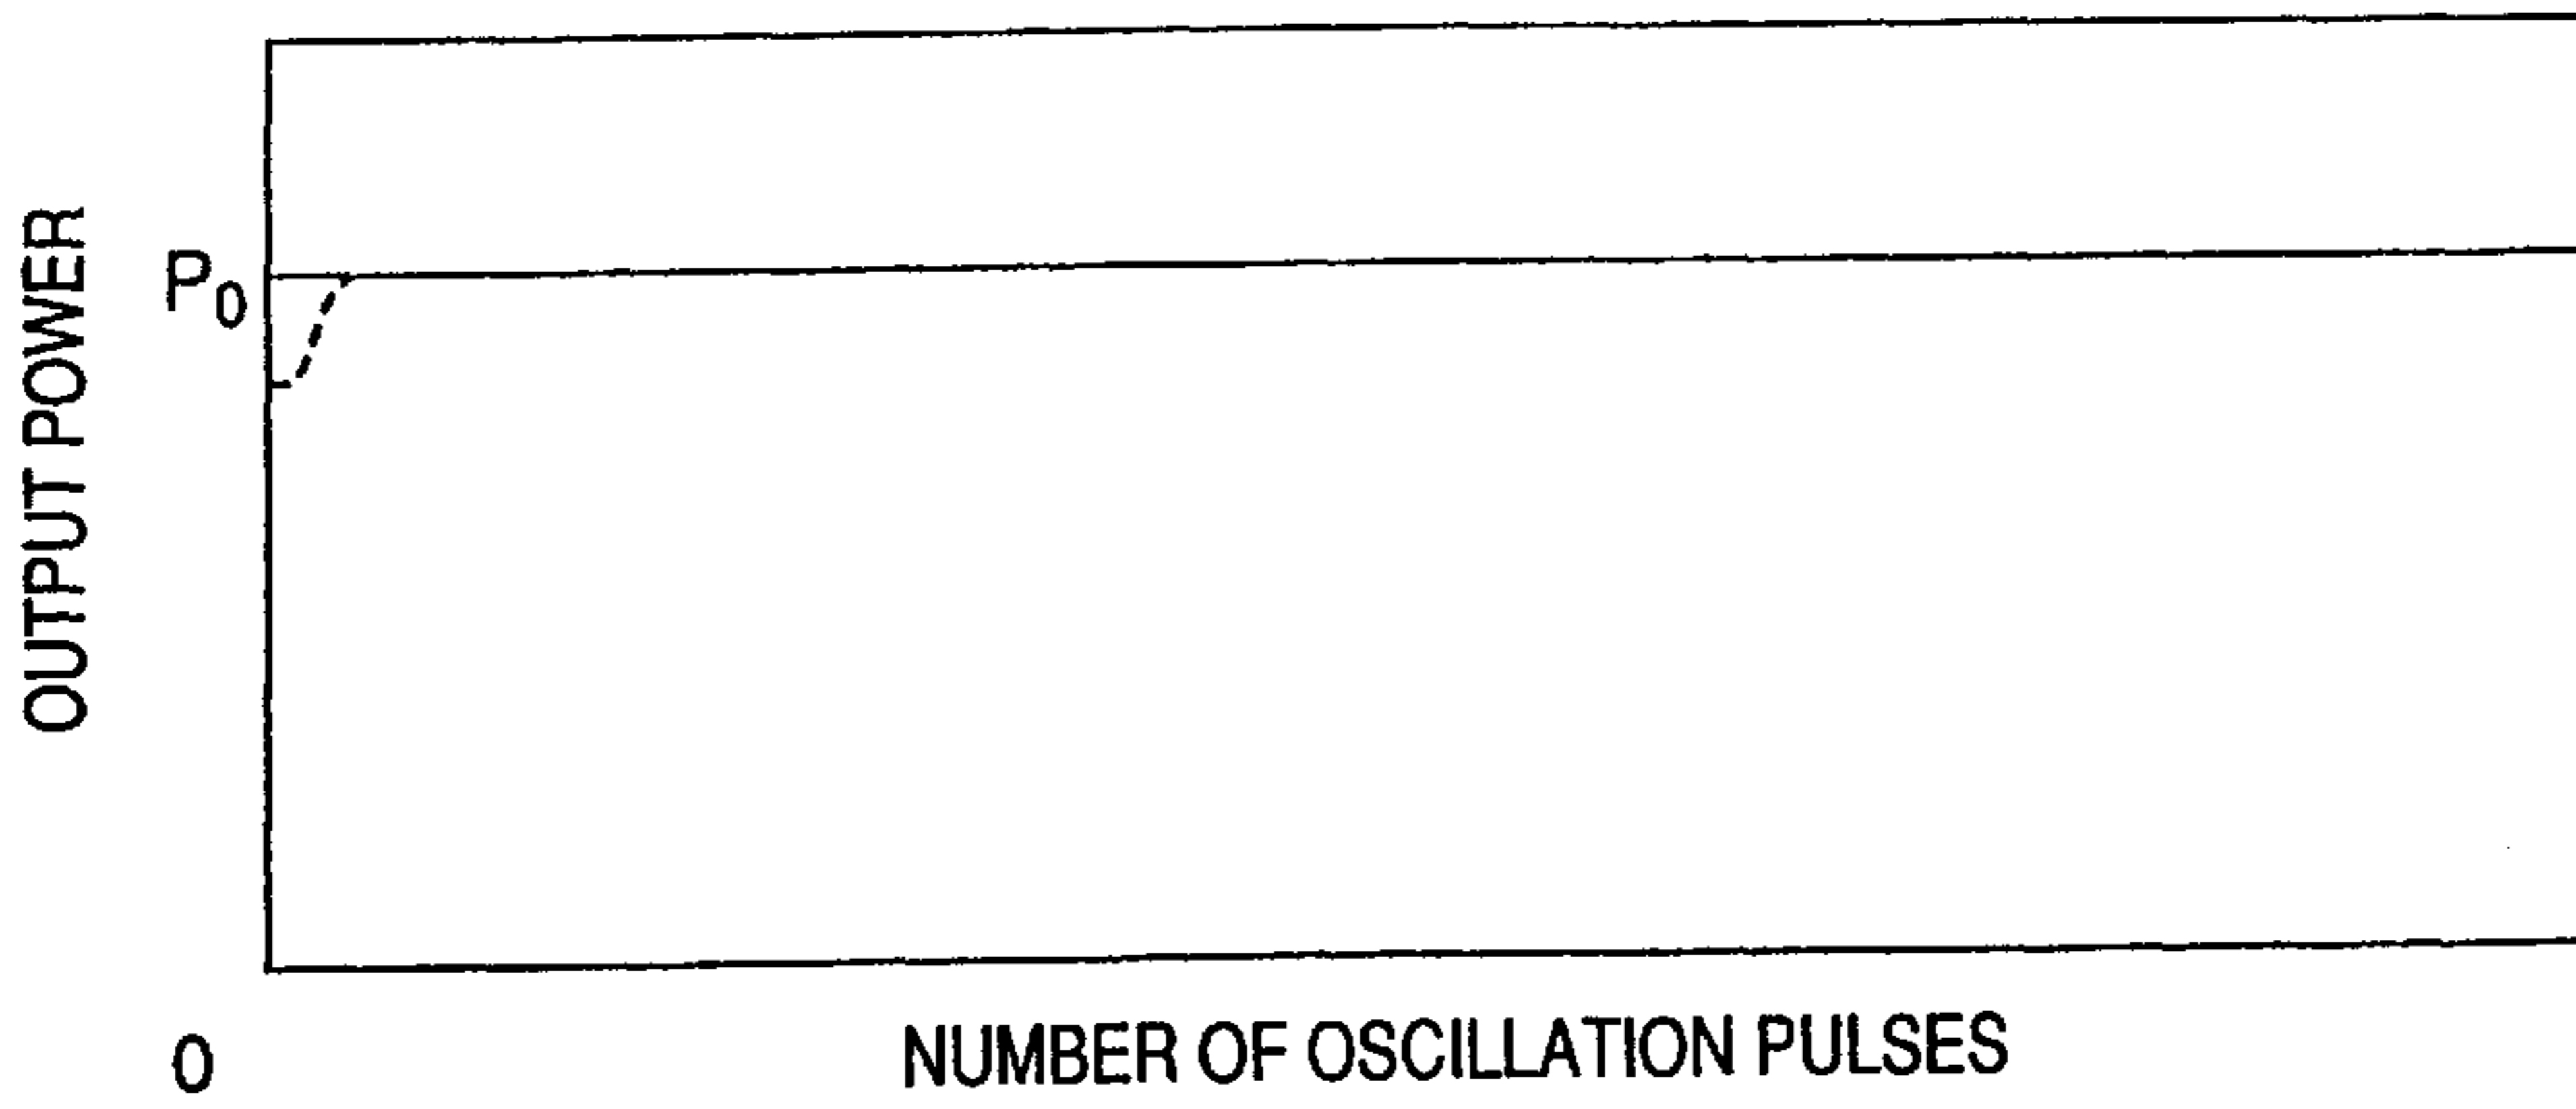 OUTPUT POWER
P₀
0
NUMBER OF OSCILLATION PULSES